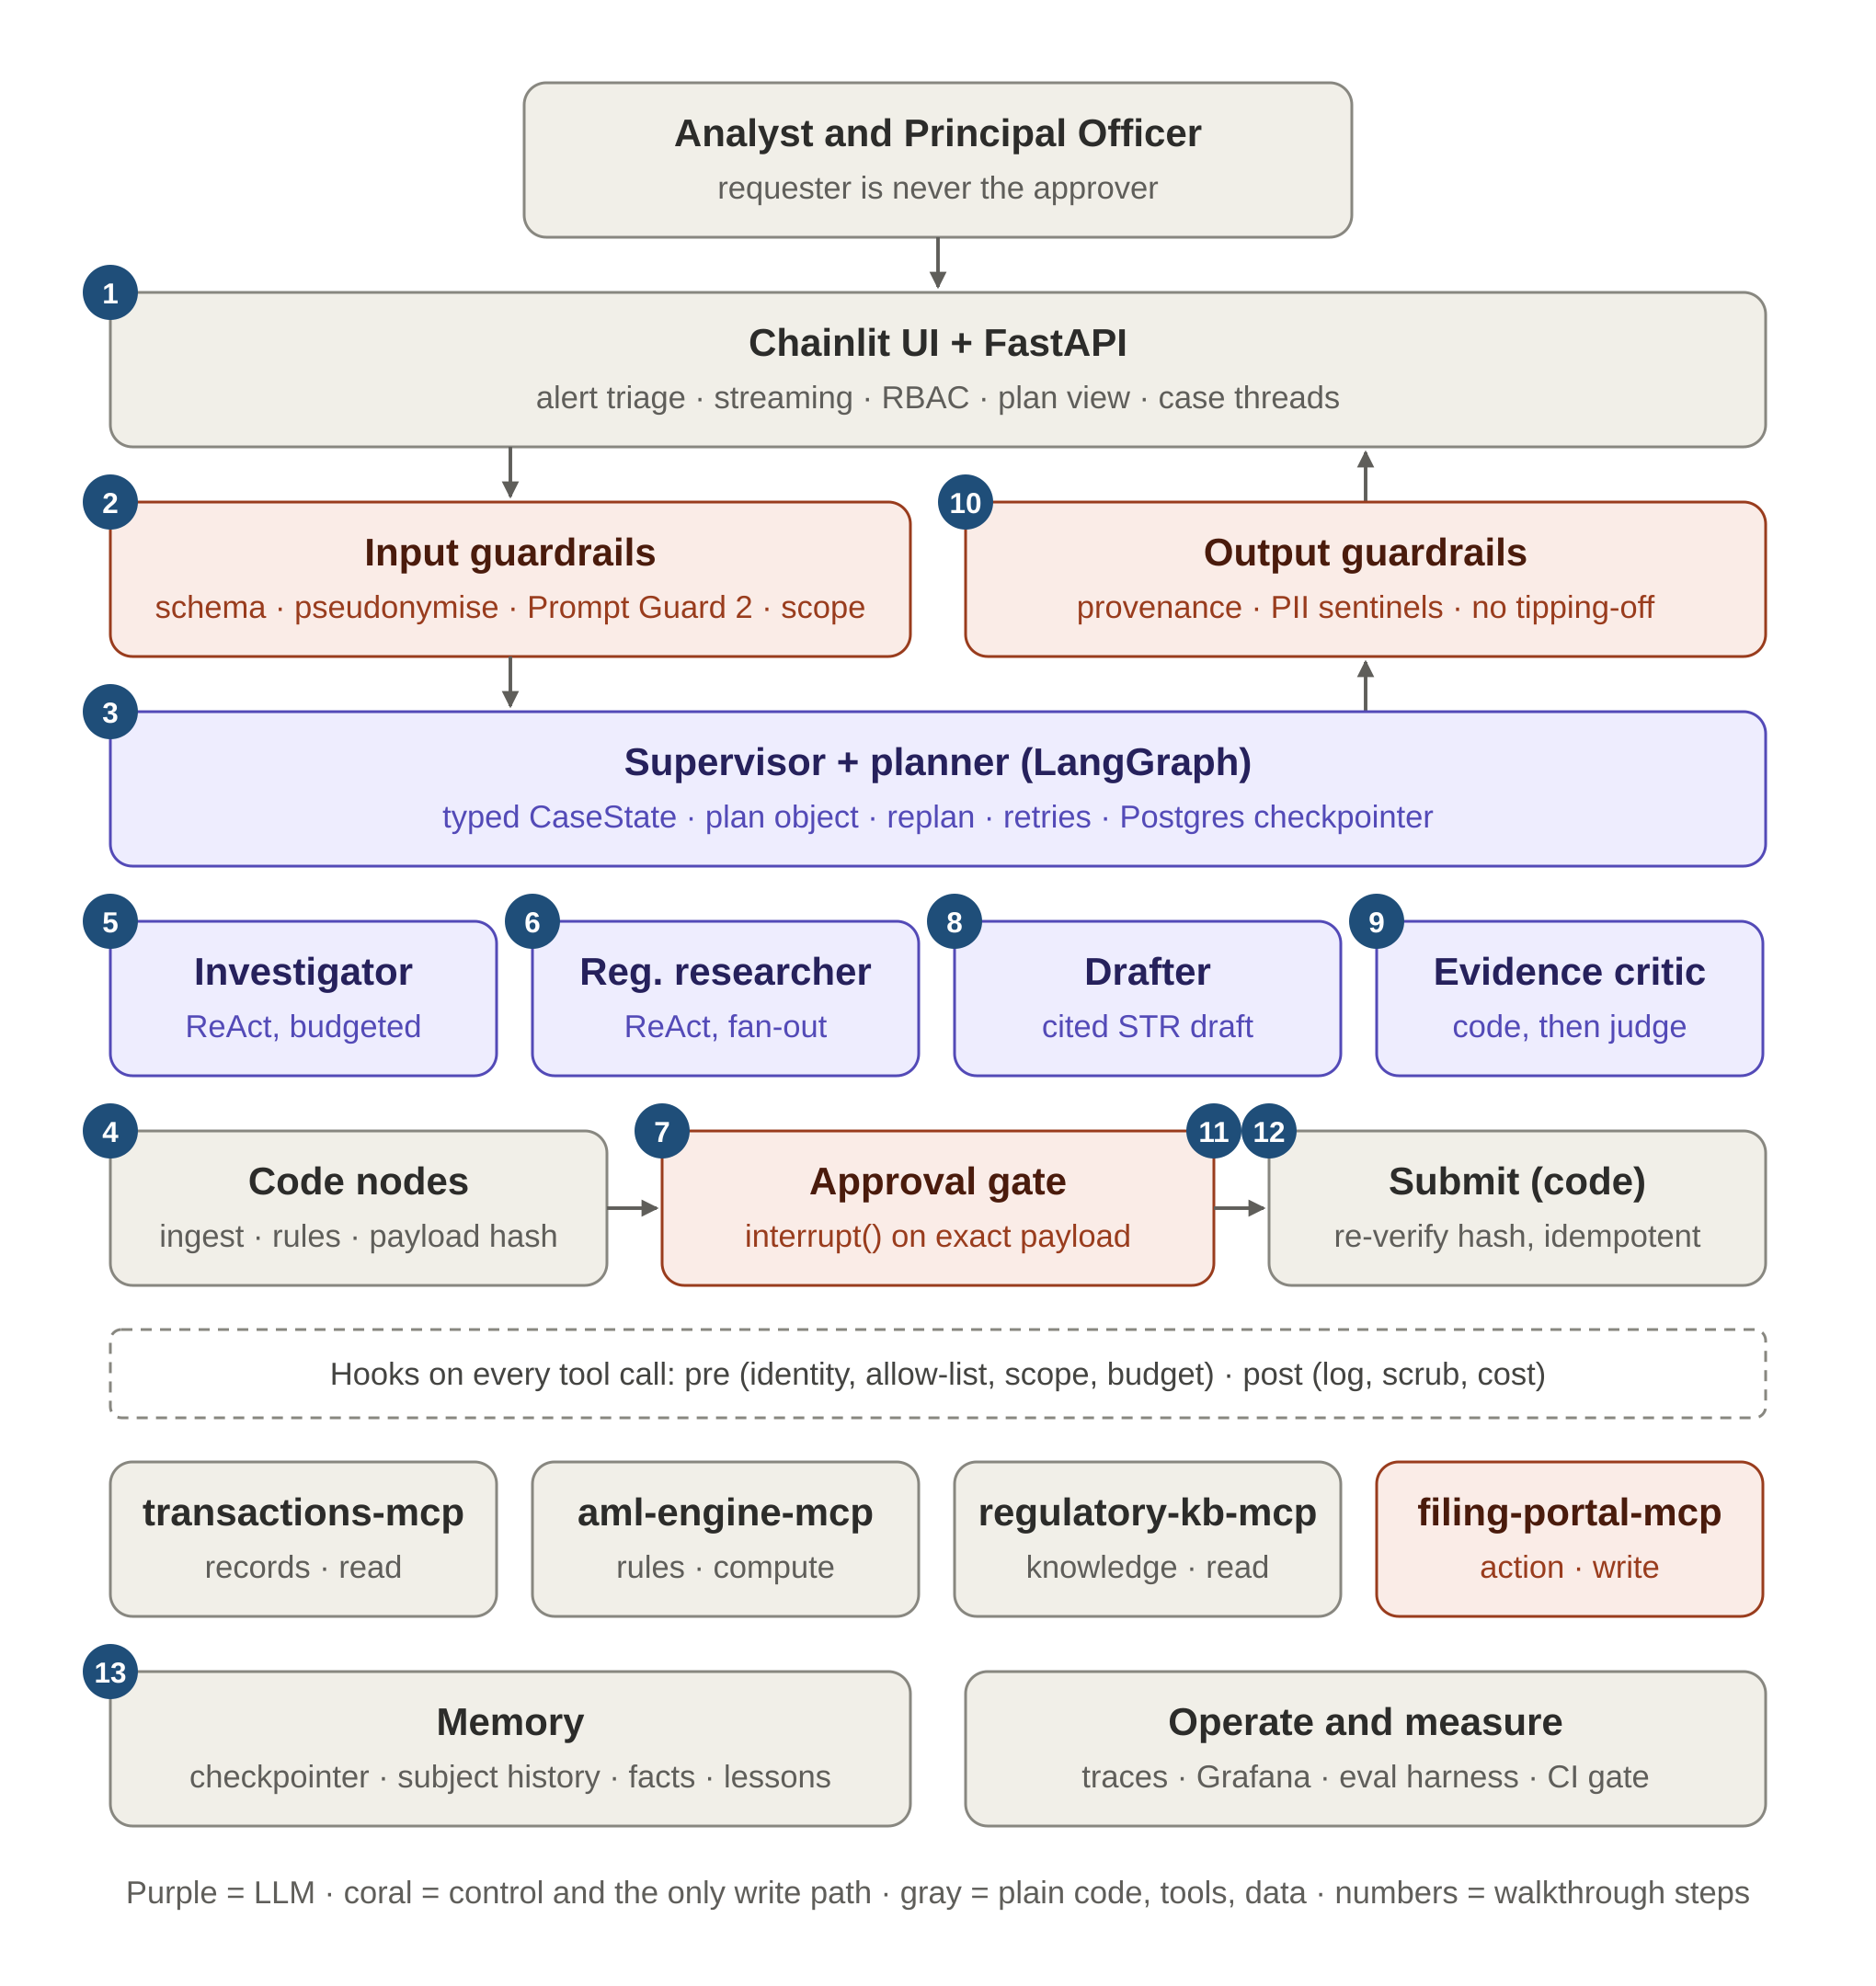 Analyst and Principal Officer
requester is never the approver
1
Chainlit UI + FastAPI
alert triage · streaming · RBAC · plan view · case threads
2
Input guardrails
schema · pseudonymise · Prompt Guard 2 · scope
10
Output guardrails
provenance · PII sentinels · no tipping-off
3
Supervisor + planner (LangGraph)
typed CaseState · plan object · replan · retries · Postgres checkpointer
5
Investigator
ReAct, budgeted
6
Reg. researcher
ReAct, fan-out
8
Drafter
cited STR draft
9
Evidence critic
code, then judge
4
Code nodes
ingest · rules · payload hash
7
Approval gate
interrupt() on exact payload
11
12
Submit (code)
re-verify hash, idempotent
Hooks on every tool call: pre (identity, allow-list, scope, budget) · post (log, scrub, cost)
transactions-mcp
records · read
aml-engine-mcp
rules · compute
regulatory-kb-mcp
knowledge · read
filing-portal-mcp
action · write
13
Memory
checkpointer · subject history · facts · lessons
Operate and measure
traces · Grafana · eval harness · CI gate
Purple = LLM · coral = control and the only write path · gray = plain code, tools, data · numbers = walkthrough steps